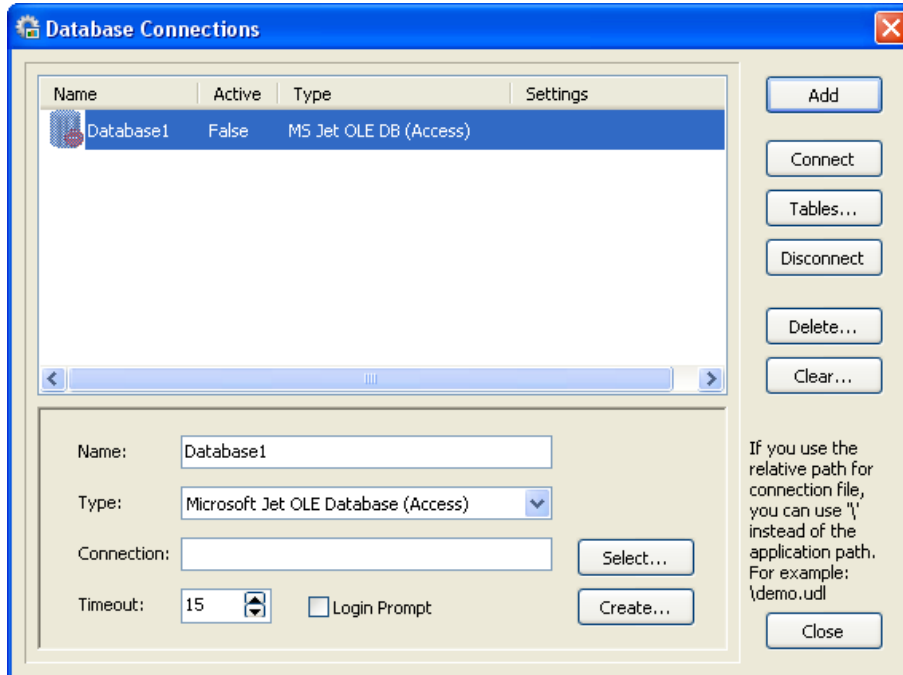 Database Connections
Name Active Type Settings
Database1 False MS Jet OLE DB (Access)
Add
Connect
Tables...
Disconnect
Delete...
Clear...
Name: Database1
Type: Microsoft Jet OLE Database (Access)
Connection: Select...
Timeout: 15 Login Prompt Create...
If you use the
relative path for
connection file,
you can use '\'
instead of the
application path.
For example:
\demo.udl
Close